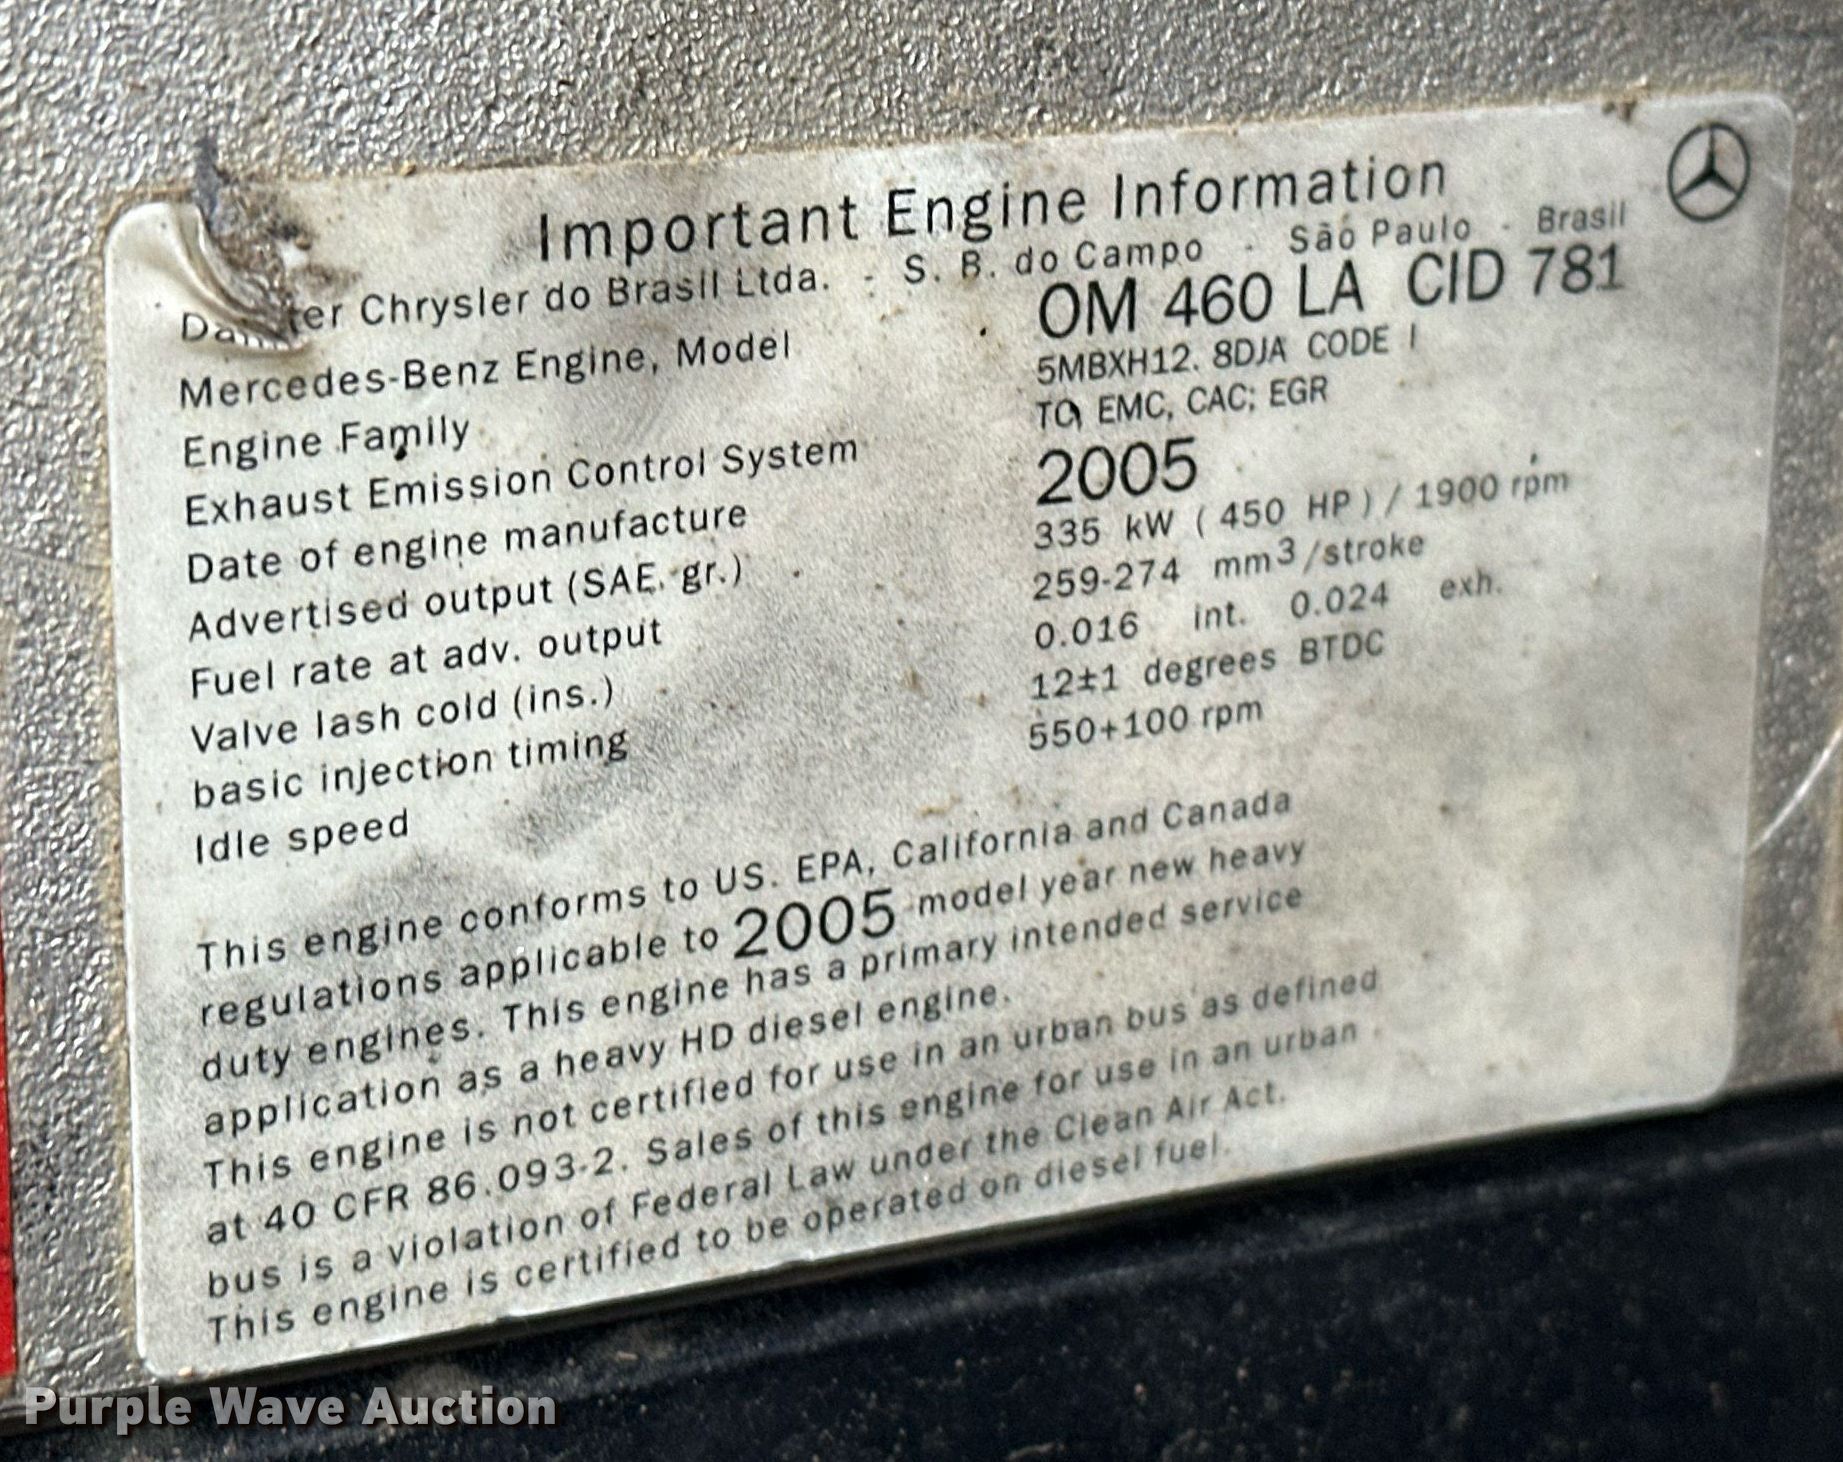 Important Engine Information
Chrysler do Brasil Ltda. - S. B. do Campo - São Paulo - Brasil
Mercedes-Benz Engine, Model OM 460 LA CID 781
Engine Family 5MBXH12. 8DJA CODE I
Exhaust Emission Control System TC, EMC, CAC; EGR
Date of engine manufacture 2005
Advertised output (SAE. gr.) 335 kW ( 450 HP ) / 1900 rpm
Fuel rate at adv. output 259-274 mm3/stroke
Valve lash cold (ins.) 0.016 int. 0.024 exh.
basic injection timing 12±1 degrees BTDC
Idle speed 550+100 rpm
This engine conforms to US. EPA, California and Canada
regulations applicable to 2005 model year new heavy
duty engines. This engine has a primary intended service
application as a heavy HD diesel engine.
This engine is not certified for use in an urban bus as defined
at 40 CFR 86.093-2. Sales of this engine for use in an urban
bus is a violation of Federal Law under the Clean Air Act.
This engine is certified to be operated on diesel fuel.
Purple Wave Auction